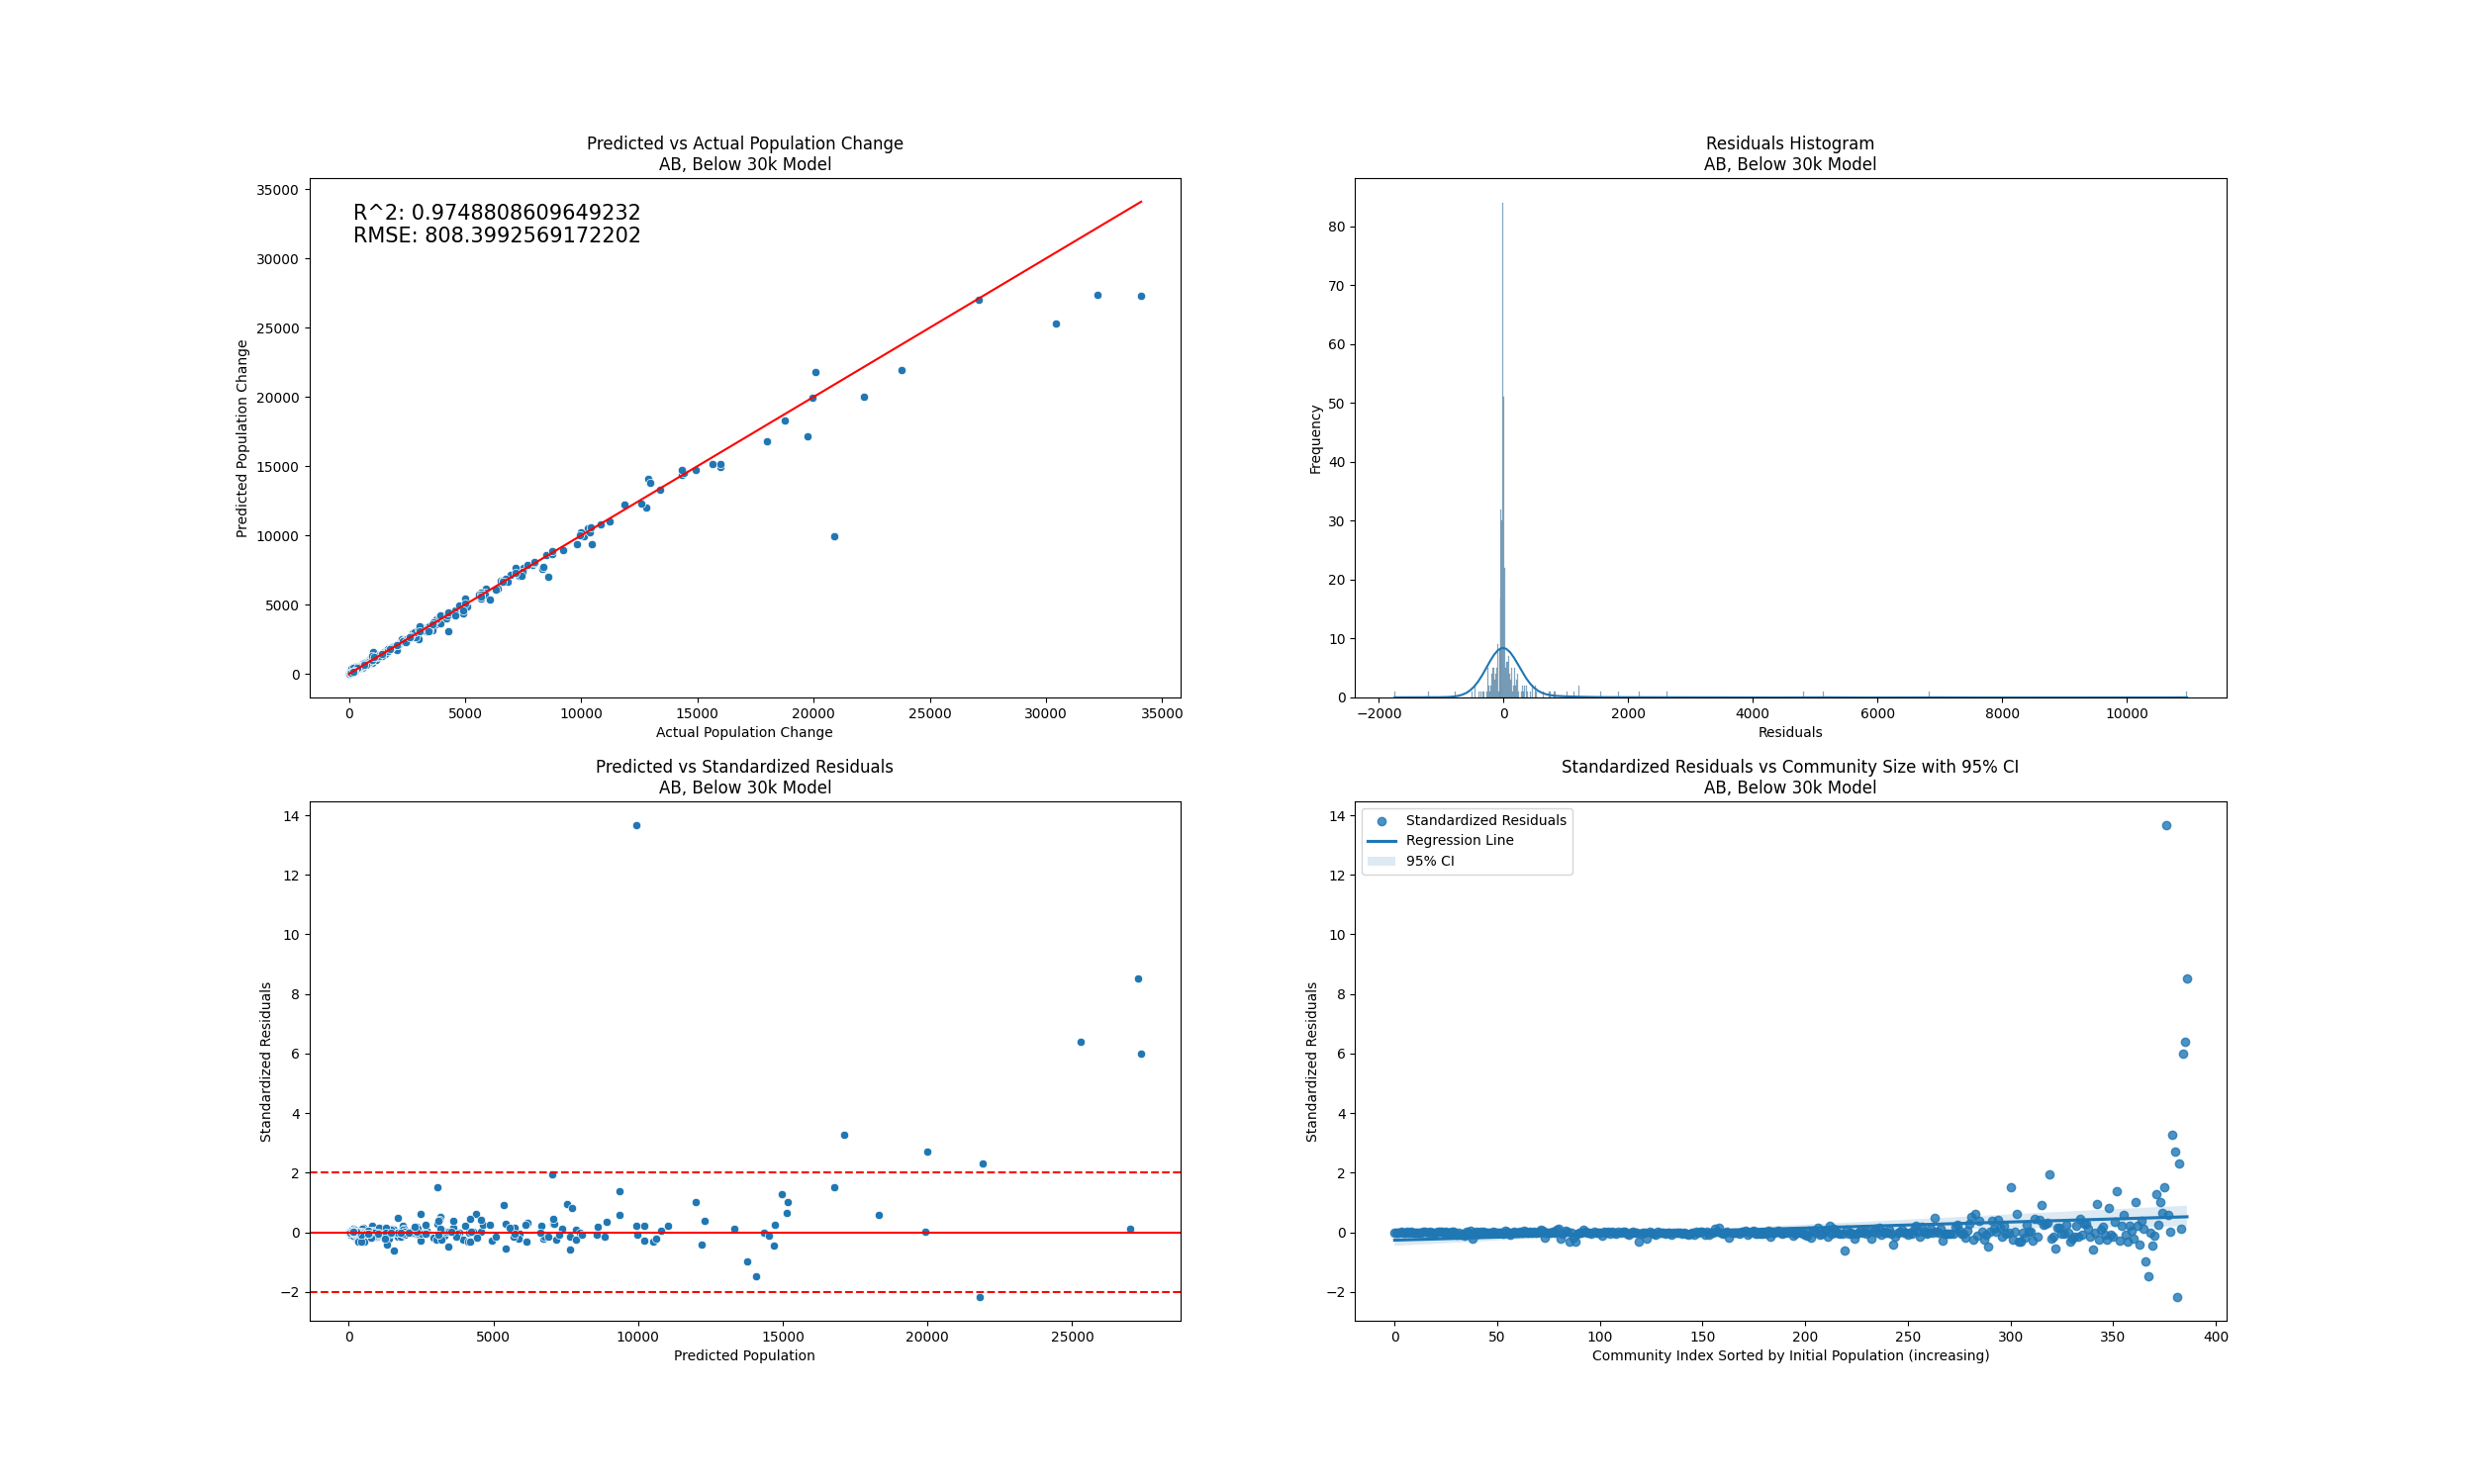 Predicted vs Actual Population Change
AB, Below 30k Model
R^2: 0.9748808609649232
RMSE: 808.3992569172202
35000
30000
25000
20000
15000
10000
5000
0
Predicted Population Change
0 5000 10000 15000 20000 25000 30000 35000
Actual Population Change
Residuals Histogram
AB, Below 30k Model
80
70
60
50
40
30
20
10
0
Frequency
−2000 0 2000 4000 6000 8000 10000
Residuals
Predicted vs Standardized Residuals
AB, Below 30k Model
14
12
10
8
6
4
2
0
−2
Standardized Residuals
0 5000 10000 15000 20000 25000
Predicted Population
Standardized Residuals vs Community Size with 95% CI
AB, Below 30k Model
Standardized Residuals
Regression Line
95% CI
14
12
10
8
6
4
2
0
−2
Standardized Residuals
0 50 100 150 200 250 300 350 400
Community Index Sorted by Initial Population (increasing)